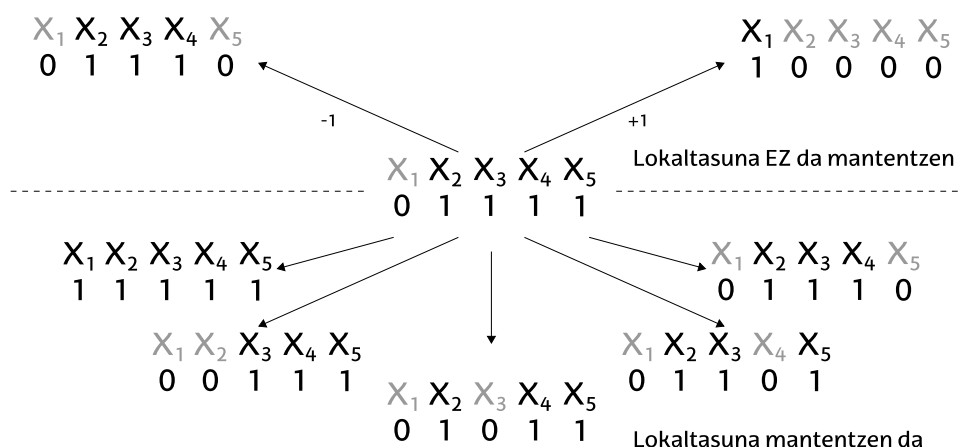 X₁ X₂ X₃ X₄ X₅
0 1 1 1 0
X₁ X₂ X₃ X₄ X₅
1 0 0 0 0
-1
+1
Lokaltasuna EZ da mantentzen
X₁ X₂ X₃ X₄ X₅
0 1 1 1 1
X₁ X₂ X₃ X₄ X₅
1 1 1 1 1
X₁ X₂ X₃ X₄ X₅
0 1 1 1 0
X₁ X₂ X₃ X₄ X₅
0 0 1 1 1
X₁ X₂ X₃ X₄ X₅
0 1 1 0 1
X₁ X₂ X₃ X₄ X₅
0 1 0 1 1
Lokaltasuna mantentzen da